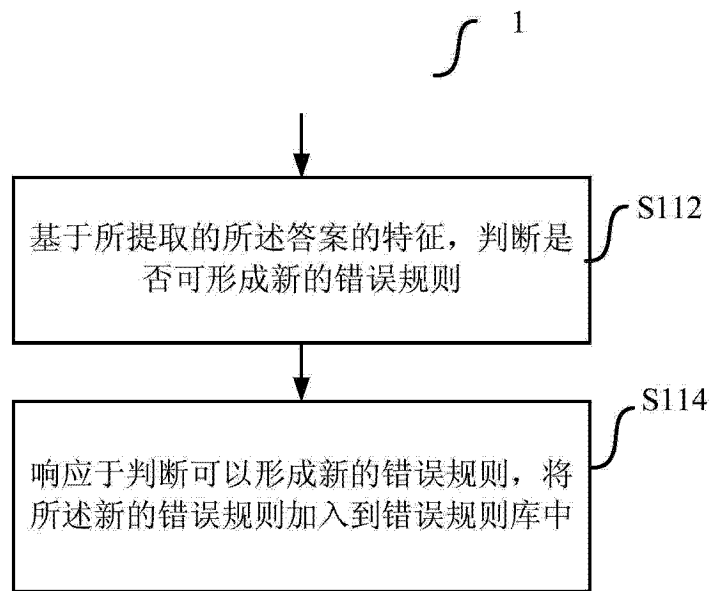 1
S112
基于所提取的所述答案的特征，判断是
否可形成新的错误规则
S114
响应于判断可以形成新的错误规则，将
所述新的错误规则加入到错误规则库中